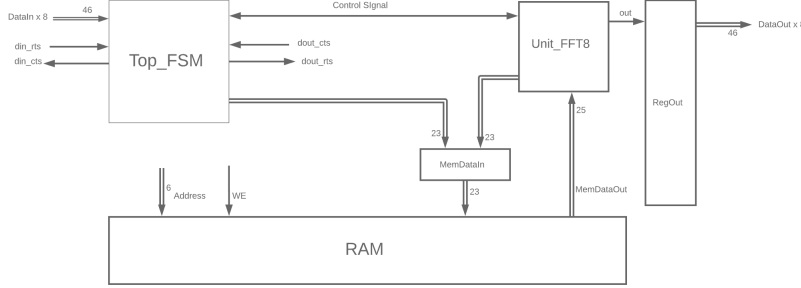 46
DataIn x 8
din_rts
din_cts
Top_FSM
Control SIgnal
dout_cts
dout_rts
Unit_FFT8
out
RegOut
46
DataOut x 8
23
23
25
MemDataIn
23
MemDataOut
6
Address
WE
RAM